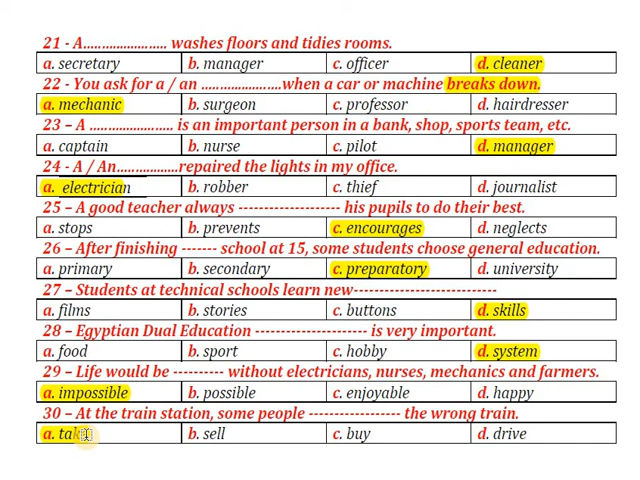 21 - A........................ washes floors and tidies rooms.
a. secretary b. manager c. officer d. cleaner
22 - You ask for a / an .......................when a car or machine breaks down.
a. mechanic b. surgeon c. professor d. hairdresser
23 – A ........................ is an important person in a bank, shop, sports team, etc.
a. captain b. nurse c. pilot d. manager
24 - A / An.................repaired the lights in my office.
a. electrician b. robber c. thief d. journalist
25 – A good teacher always -------------------- his pupils to do their best.
a. stops b. prevents c. encourages d. neglects
26 – After finishing ------- school at 15, some students choose general education.
a. primary b. secondary c. preparatory d. university
27 – Students at technical schools learn new----------------------------
a. films b. stories c. buttons d. skills
28 – Egyptian Dual Education ---------------------- is very important.
a. food b. sport c. hobby d. system
29 – Life would be ---------- without electricians, nurses, mechanics and farmers.
a. impossible b. possible c. enjoyable d. happy
30 – At the train station, some people ------------------ the wrong train.
a. take b. sell c. buy d. drive